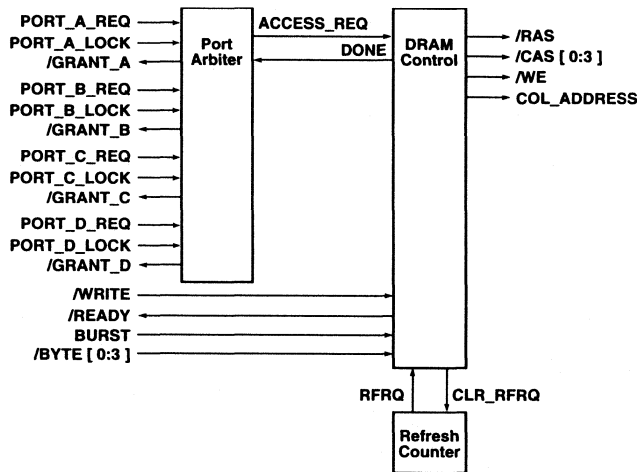 PORT_A_REQ
PORT_A_LOCK
/GRANT_A
PORT_B_REQ
PORT_B_LOCK
/GRANT_B
PORT_C_REQ
PORT_C_LOCK
/GRANT_C
PORT_D_REQ
PORT_D_LOCK
/GRANT_D
Port
Arbiter
ACCESS_REQ
DONE
DRAM
Control
/RAS
/CAS [ 0:3 ]
/WE
COL_ADDRESS
/WRITE
/READY
BURST
/BYTE [ 0:3 ]
RFRQ
CLR_RFRQ
Refresh
Counter